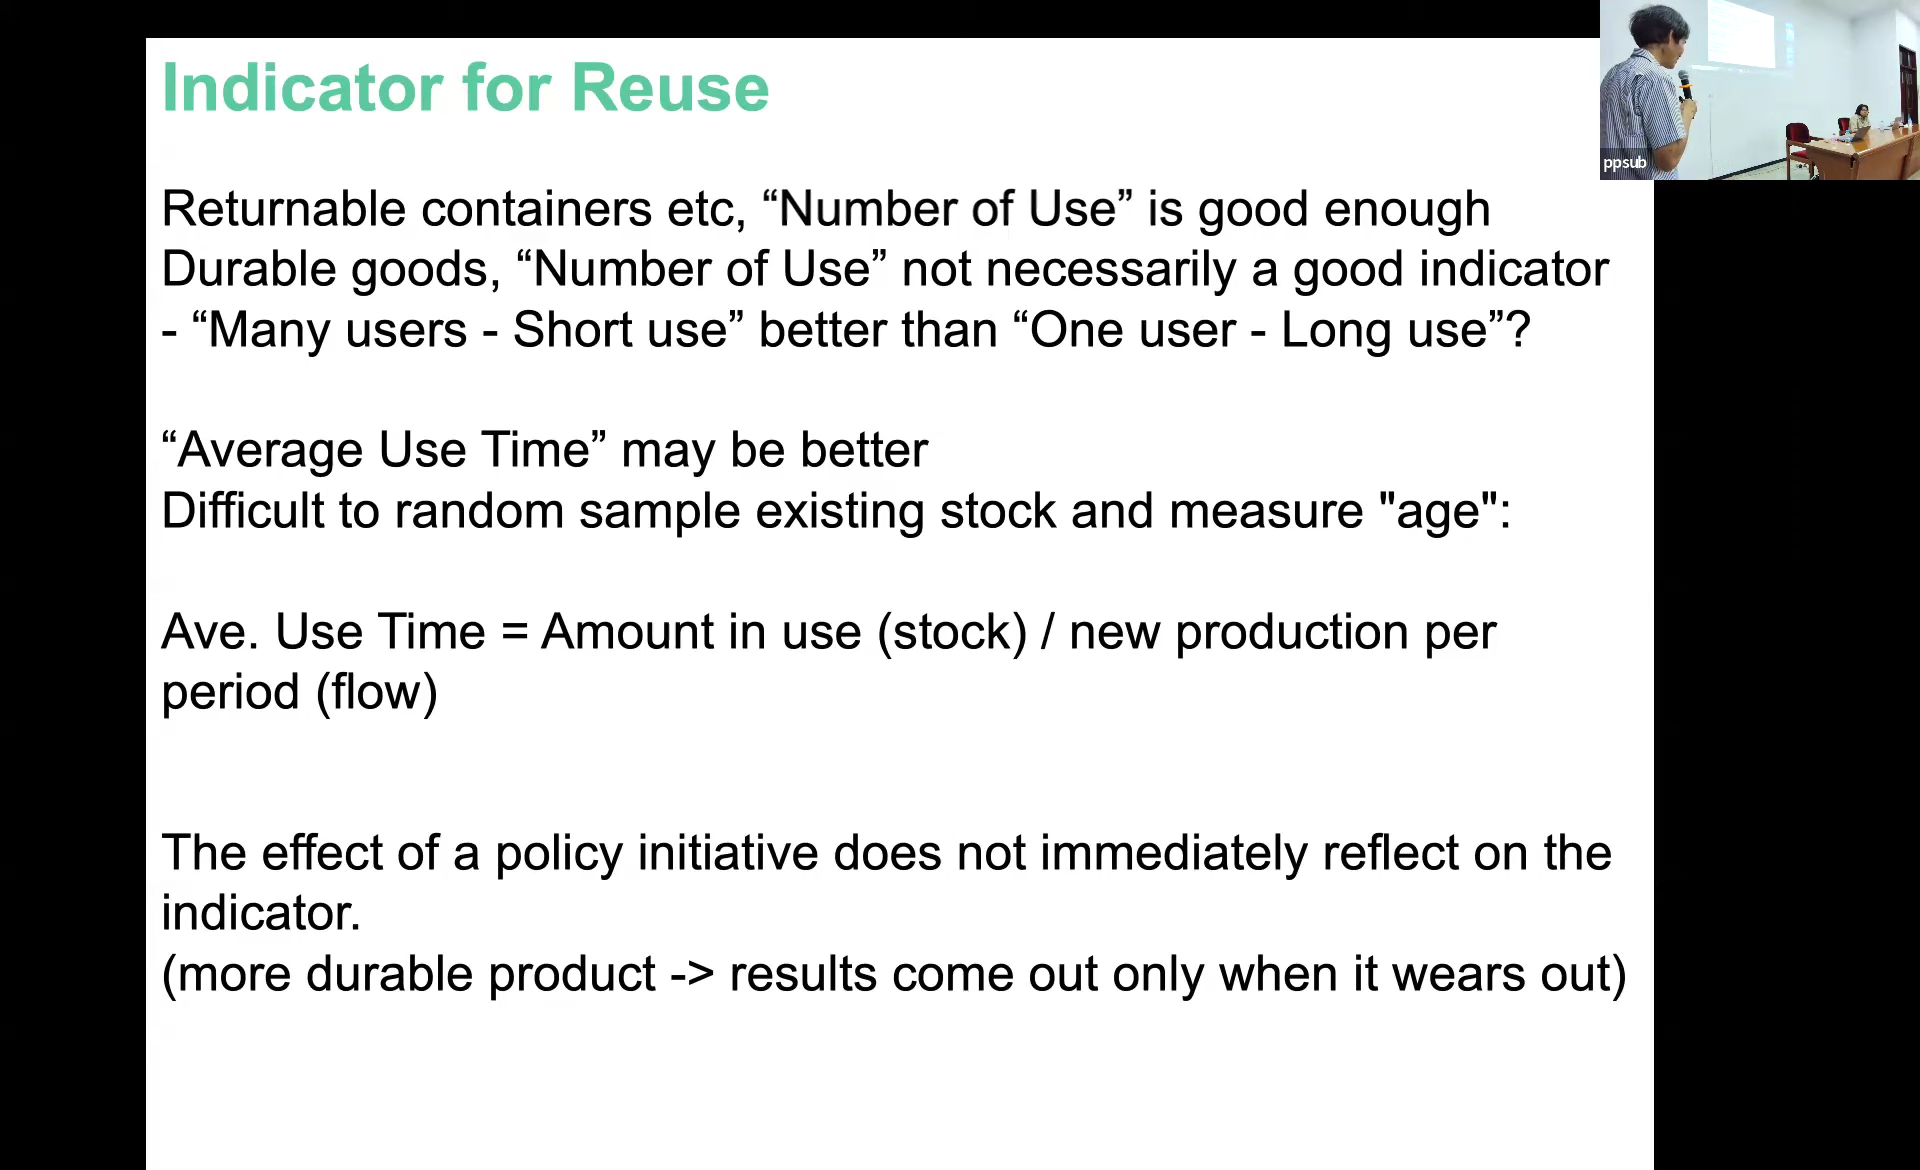 Indicator for Reuse
Returnable containers etc, “Number of Use” is good enough
Durable goods, “Number of Use” not necessarily a good indicator
- “Many users - Short use” better than “One user - Long use”?
“Average Use Time” may be better
Difficult to random sample existing stock and measure "age":
Ave. Use Time = Amount in use (stock) / new production per
period (flow)
The effect of a policy initiative does not immediately reflect on the
indicator.
(more durable product -> results come out only when it wears out)
ppsub